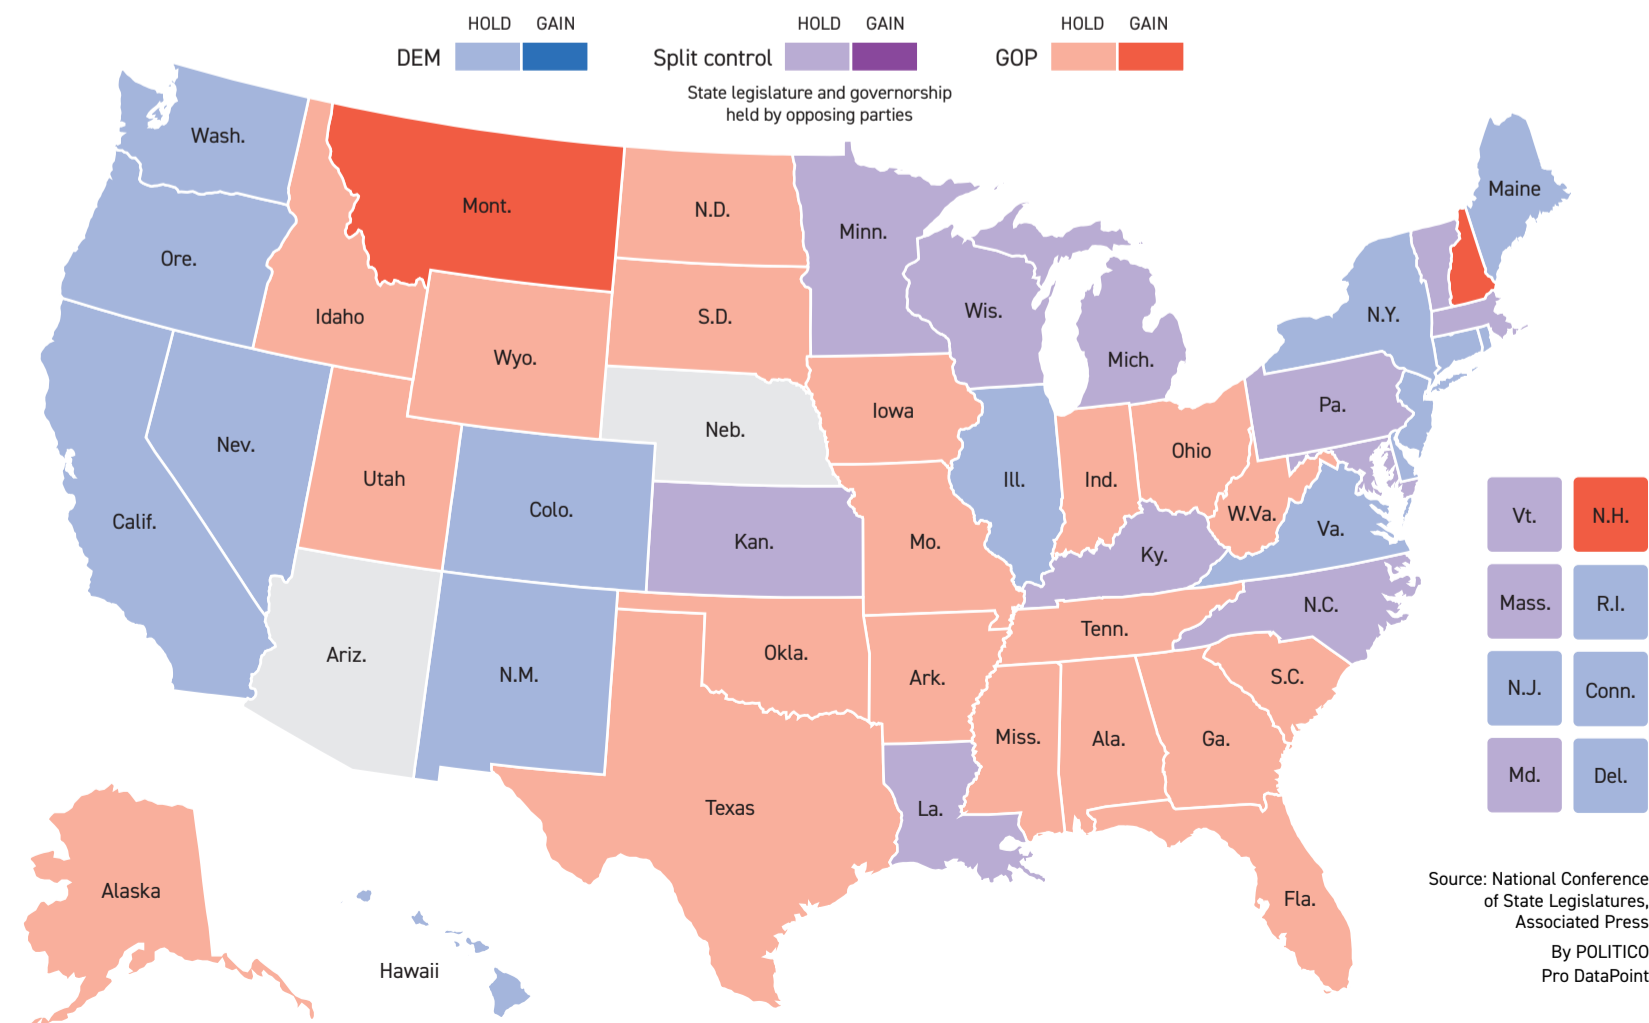 HOLD GAIN
DEM
HOLD GAIN
Split control
State legislature and governorship
held by opposing parties
HOLD GAIN
GOP
Wash.
Mont.
N.D.
Minn.
Maine
Ore.
Idaho
S.D.
Wis.
N.Y.
Wyo.
Mich.
Iowa
Pa.
Neb.
Nev.
Utah
Colo.
Ill.
Ind.
Ohio
W.Va.
Va.
Calif.
Kan.
Mo.
Ky.
N.C.
Ariz.
N.M.
Okla.
Ark.
Tenn.
S.C.
Miss.
Ala.
Ga.
Texas
La.
Fla.
Alaska
Hawaii
Vt. N.H.
Mass. R.I.
N.J. Conn.
Md. Del.
Source: National Conference
of State Legislatures,
Associated Press
By POLITICO
Pro DataPoint